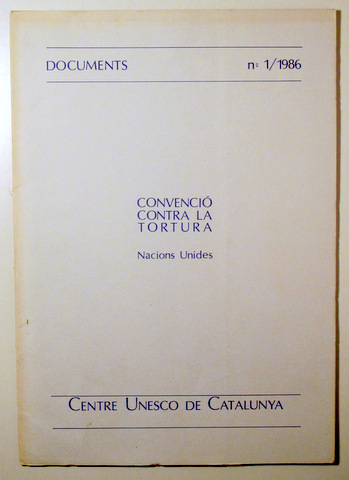 DOCUMENTS nº 1/1986
CONVENCIÓ
CONTRA LA
TORTURA
Nacions Unides
CENTRE UNESCO DE CATALUNYA